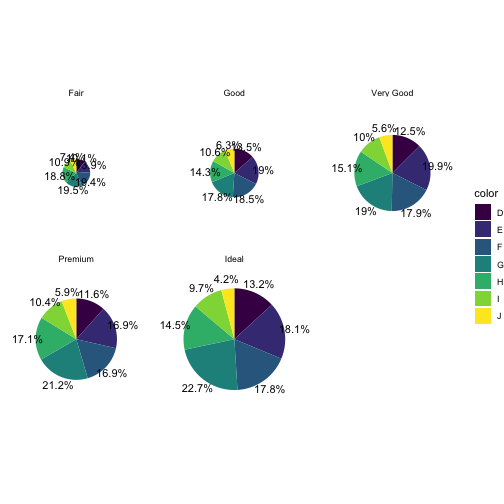 Fair
Good
Very Good
10.9%
18.8%
19.5%
19.4%
6.3%
10.6%
19%
14.3%
17.8%
18.5%
5.6%
12.5%
10%
19.9%
15.1%
19%
17.9%
color
D
E
F
G
H
I
J
Premium
Ideal
5.9%
11.6%
10.4%
16.9%
17.1%
16.9%
21.2%
4.2%
13.2%
9.7%
18.1%
14.5%
22.7%
17.8%